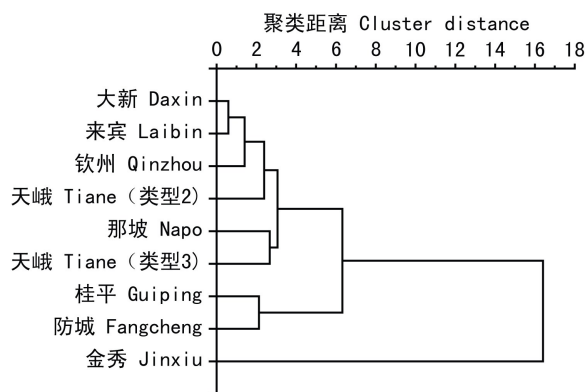 聚类距离 Cluster distance
0 2 4 6 8 10 12 14 16 18
大新 Daxin
来宾 Laibin
钦州 Qinzhou
天峨 Tiane（类型2）
那坡 Napo
天峨 Tiane（类型3）
桂平 Guiping
防城 Fangcheng
金秀 Jinxiu